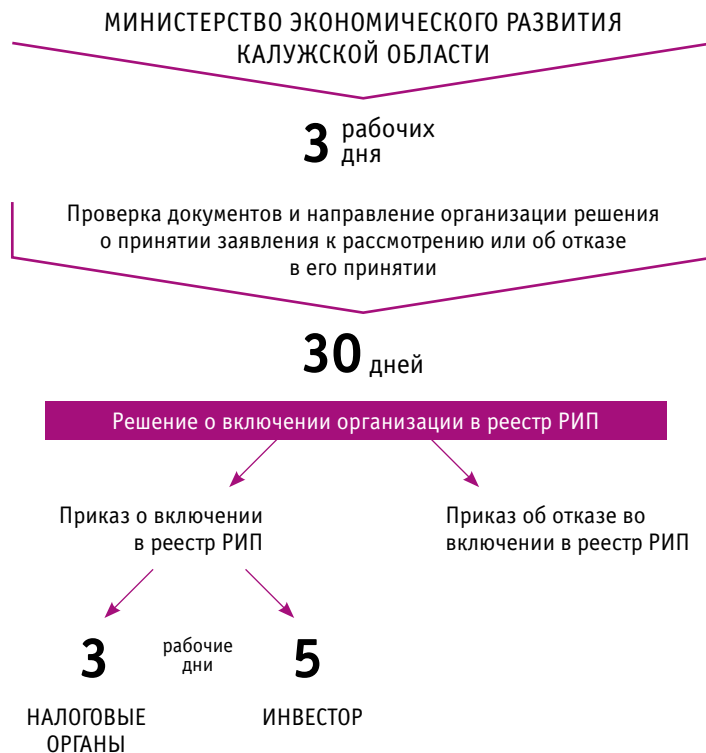 МИНИСТЕРСТВО ЭКОНОМИЧЕСКОГО РАЗВИТИЯ
КАЛУЖСКОЙ ОБЛАСТИ
3 рабочих
дня
Проверка документов и направление организации решения
о принятии заявления к рассмотрению или об отказе
в его принятии
30 дней
Решение о включении организации в реестр РИП
Приказ о включении
в реестр РИП
Приказ об отказе во
включении в реестр РИП
3 рабочие 5
дни
НАЛОГОВЫЕ
ОРГАНЫ
ИНВЕСТОР